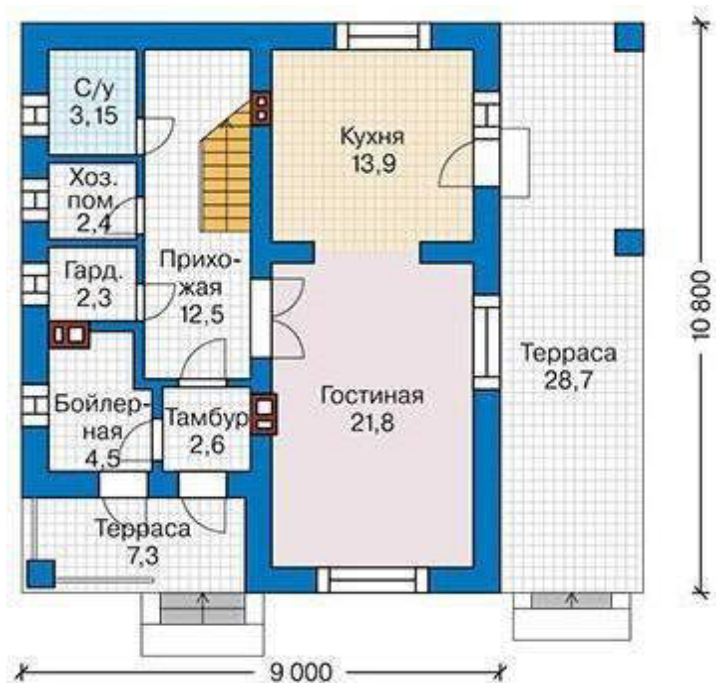 С/у
3,15
Кухня
13,9
Хоз.
пом.
2,4
Гард.
2,3
Прихо-
жая
12,5
Терраса
28,7
10 800
Гостиная
21,8
Бойлер-
ная
4,5
Тамбур
2,6
Терраса
7,3
9 000